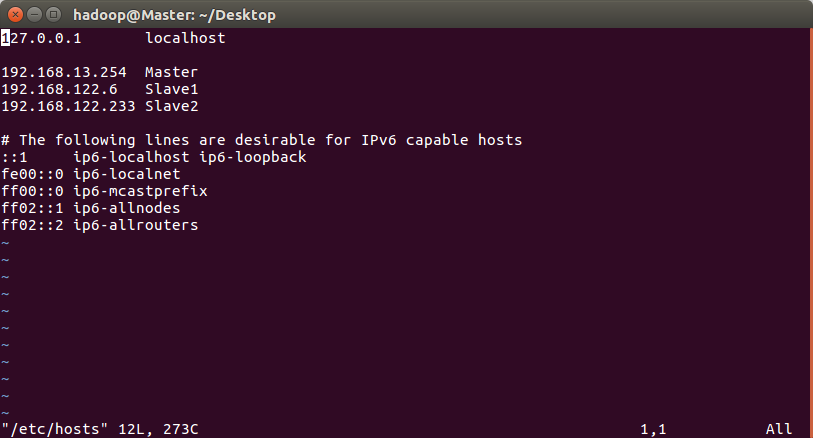 hadoop@Master: ~/Desktop
127.0.0.1       localhost

192.168.13.254  Master
192.168.122.6   Slave1
192.168.122.233 Slave2

# The following lines are desirable for IPv6 capable hosts
::1     ip6-localhost ip6-loopback
fe00::0 ip6-localnet
ff00::0 ip6-mcastprefix
ff02::1 ip6-allnodes
ff02::2 ip6-allrouters
~
~
~
~
~
~
~
~
~
~
~
"/etc/hosts" 12L, 273C                                                 1,1           All